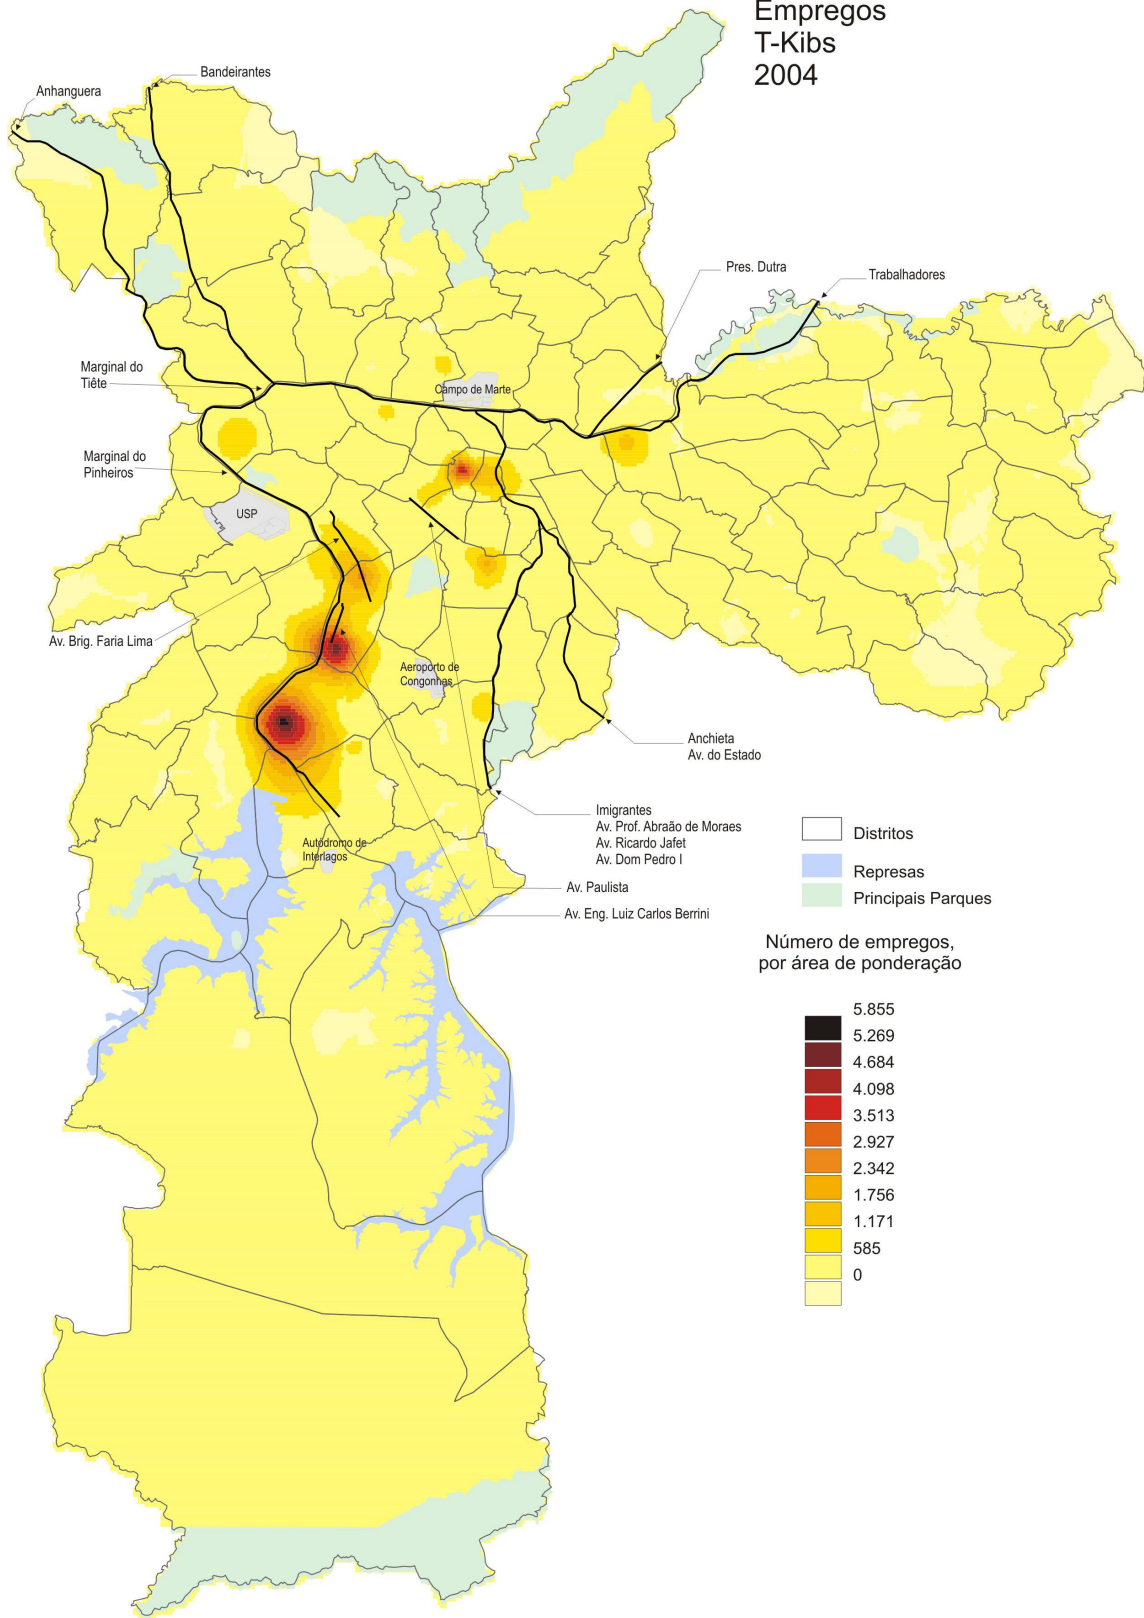 Empregos
T-Kibs
2004
Bandeirantes
Anhanguera
Pres. Dutra
Trabalhadores
Marginal do
Tiête
Campo de Marte
Marginal do
Pinheiros
USP
Av. Brig. Faria Lima
Aeroporto de
Congonhas
Anchieta
Av. do Estado
Imigrantes
Av. Prof. Abraão de Moraes
Av. Ricardo Jafet
Av. Dom Pedro I
Autódromo de
Interlagos
Av. Paulista
Av. Eng. Luiz Carlos Berrini
Distritos
Represas
Principais Parques
Número de empregos,
por área de ponderação
5.855
5.269
4.684
4.098
3.513
2.927
2.342
1.756
1.171
585
0